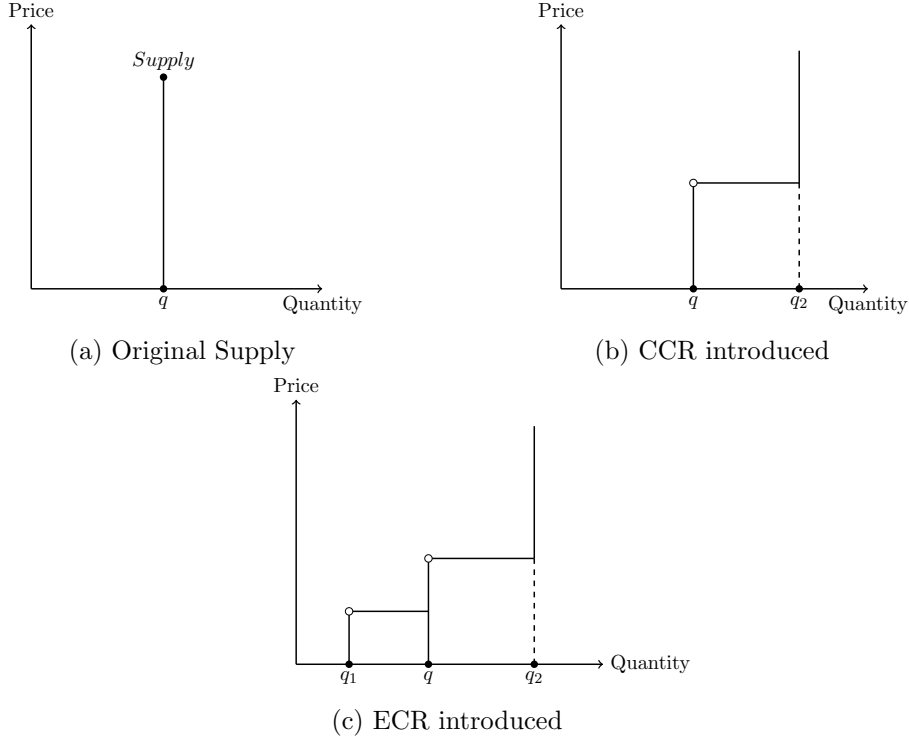 Price
Supply
q
Quantity
(a) Original Supply
Price
q
q₂
Quantity
(b) CCR introduced
Price
q₁
q
q₂
Quantity
(c) ECR introduced